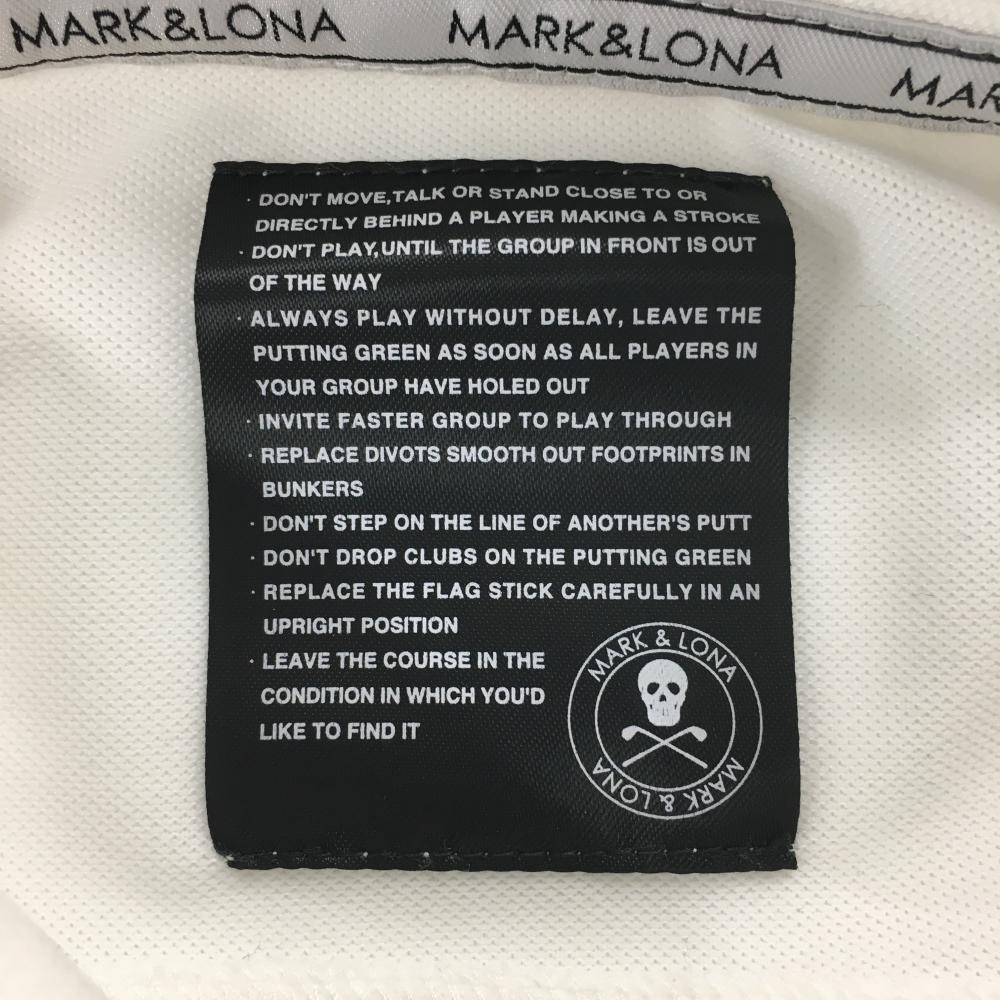 MARK&LONA MARK&LONA MAR
· DON'T MOVE,TALK OR STAND CLOSE TO OR
DIRECTLY BEHIND A PLAYER MAKING A STROKE
· DON'T PLAY,UNTIL THE GROUP IN FRONT IS OUT
OF THE WAY
· ALWAYS PLAY WITHOUT DELAY, LEAVE THE
PUTTING GREEN AS SOON AS ALL PLAYERS IN
YOUR GROUP HAVE HOLED OUT
· INVITE FASTER GROUP TO PLAY THROUGH
· REPLACE DIVOTS SMOOTH OUT FOOTPRINTS IN
BUNKERS
· DON'T STEP ON THE LINE OF ANOTHER'S PUTT
· DON'T DROP CLUBS ON THE PUTTING GREEN
· REPLACE THE FLAG STICK CAREFULLY IN AN
UPRIGHT POSITION
· LEAVE THE COURSE IN THE
CONDITION IN WHICH YOU'D
LIKE TO FIND IT
MARK & LONA
MARK & LONA